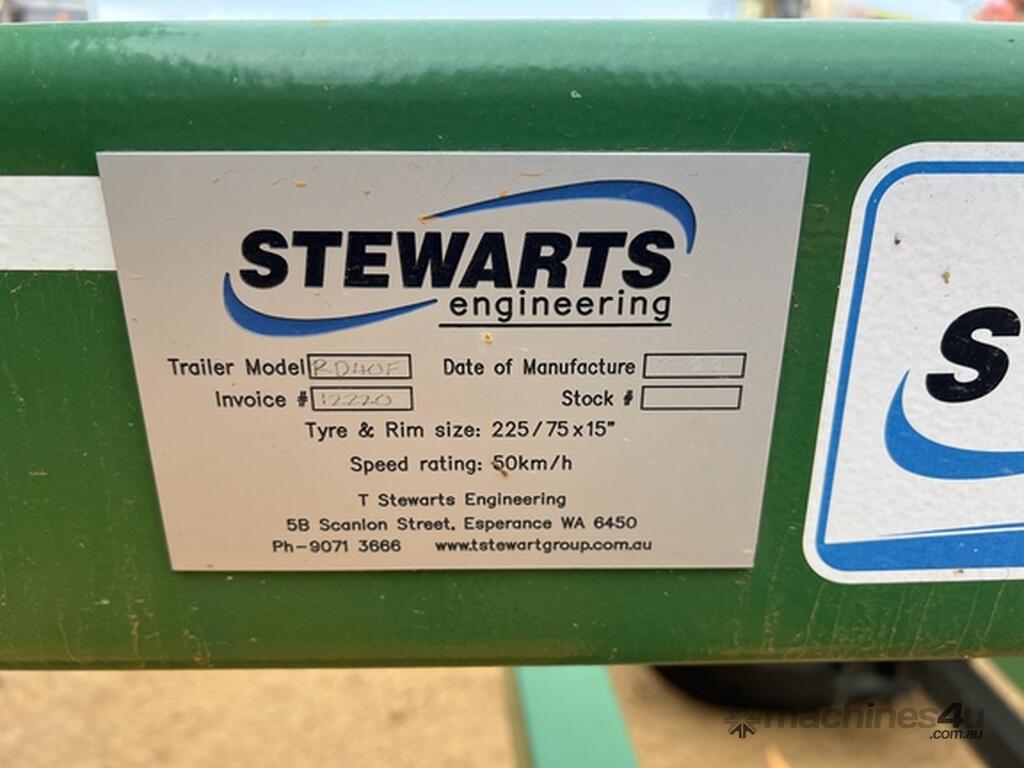 STEWARTS
engineering
Trailer Model RD40F Date of Manufacture
Invoice # 12220 Stock #
Tyre & Rim size: 225/75x15"
Speed rating: 50km/h
T Stewarts Engineering
5B Scanlon Street, Esperance WA 6450
Ph-9071 3666 www.tstewartgroup.com.au
S
machines4u
.com.au